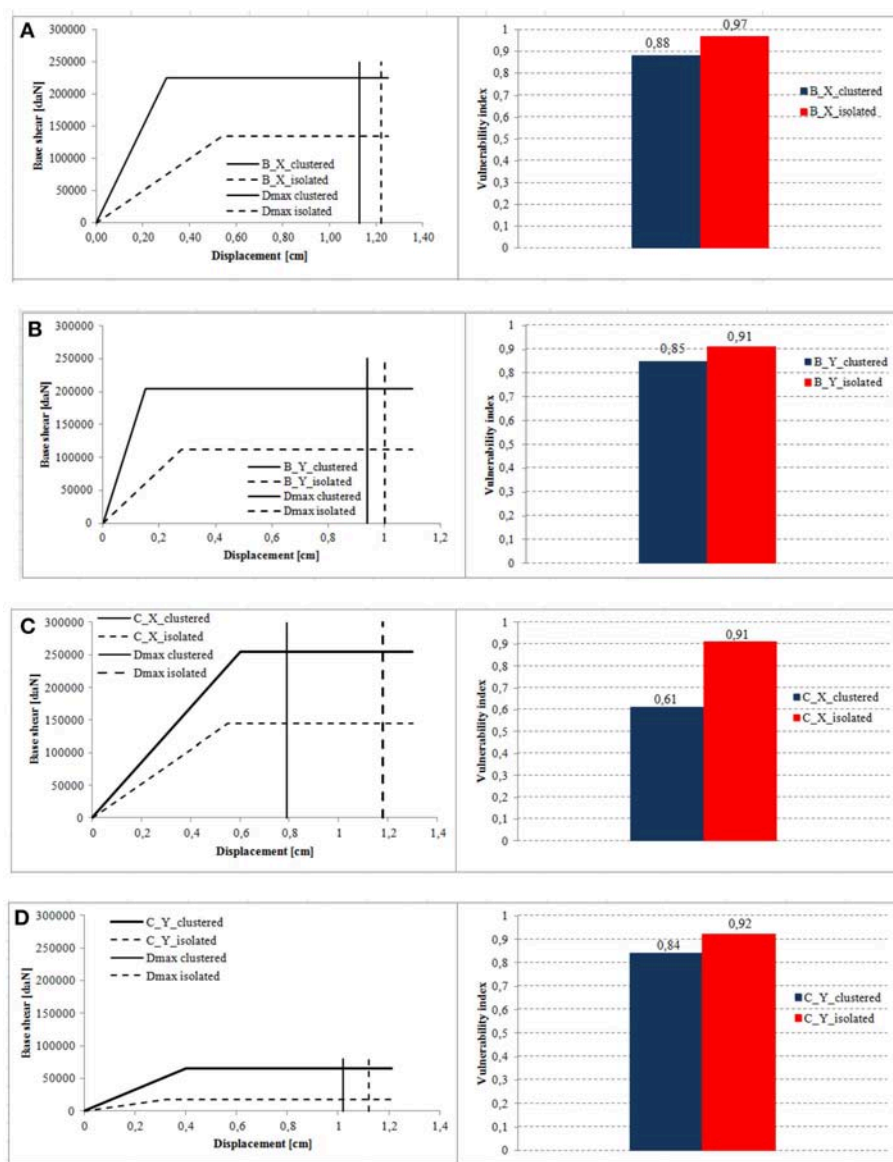 A
Base shear [daN]
300000
250000
200000
150000
100000
50000
0
0,00 0,20 0,40 0,60 0,80 1,00 1,20 1,40
Displacement [cm]
B_X_clustered
B_X_isolated
Dmax clustered
Dmax isolated
Vulnerability index
1
0,9
0,8
0,7
0,6
0,5
0,4
0,3
0,2
0,1
0
0,88
0,97
B_X_clustered
B_X_isolated
B
Base shear [daN]
300000
250000
200000
150000
100000
50000
0
0 0,2 0,4 0,6 0,8 1 1,2
Displacement [cm]
B_Y_clustered
B_Y_isolated
Dmax clustered
Dmax isolated
Vulnerability index
1
0,9
0,8
0,7
0,6
0,5
0,4
0,3
0,2
0,1
0
0,85
0,91
B_Y_clustered
B_Y_isolated
C
Base shear [daN]
300000
250000
200000
150000
100000
50000
0
0 0,2 0,4 0,6 0,8 1 1,2 1,4
Displacement [cm]
C_X_clustered
C_X_isolated
Dmax clustered
Dmax isolated
Vulnerability index
1
0,9
0,8
0,7
0,6
0,5
0,4
0,3
0,2
0,1
0
0,61
0,91
C_X_clustered
C_X_isolated
D
Base shear [daN]
300000
250000
200000
150000
100000
50000
0
0 0,2 0,4 0,6 0,8 1 1,2 1,4
Displacement [cm]
C_Y_clustered
C_Y_isolated
Dmax clustered
Dmax isolated
Vulnerability index
1
0,9
0,8
0,7
0,6
0,5
0,4
0,3
0,2
0,1
0
0,84
0,92
C_Y_clustered
C_Y_isolated